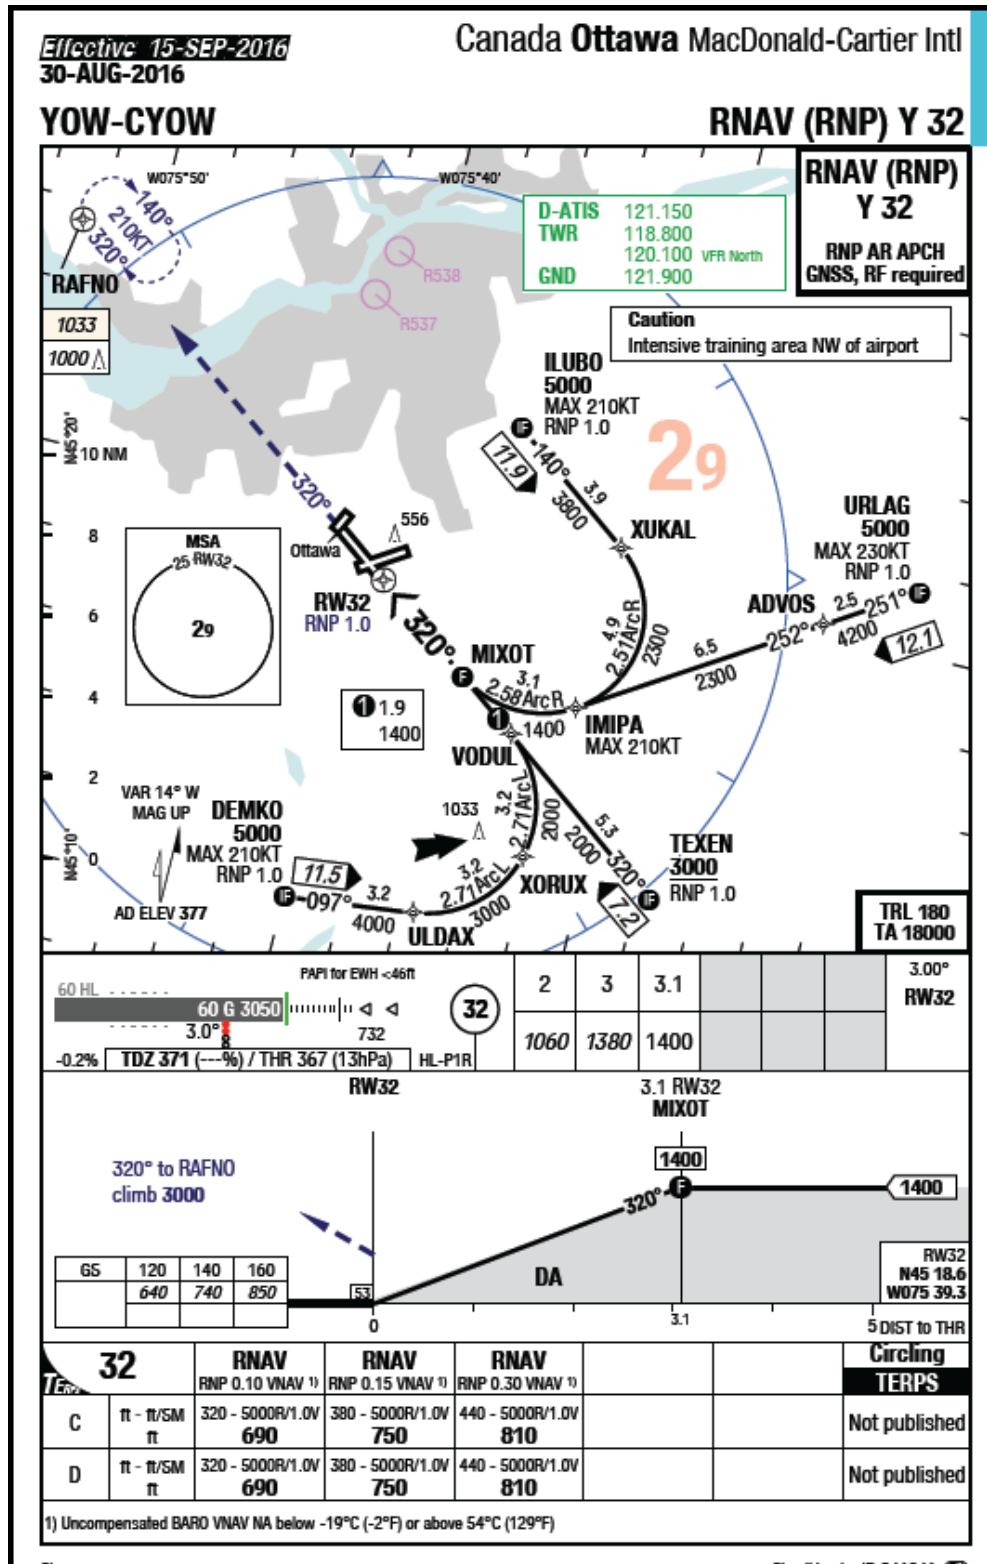 Effective 15-SEP-2016
30-AUG-2016
Canada Ottawa MacDonald-Cartier Intl
YOW-CYOW
RNAV (RNP) Y 32
W075°50'
W075°40'
RNAV (RNP)
Y 32
RNP AR APCH
GNSS, RF required
D-ATIS 121.150
TWR 118.800
120.100 VFR North
GND 121.900
140°
210KT
320°
RAFNO
R538
R537
1033
1000
Caution
Intensive training area NW of airport
ILUBO
5000
MAX 210KT
RNP 1.0
IF
140°
11.9
3.9
3800
29
N45°20'
10 NM
8
6
4
2
0
N45°10'
320°
556
Ottawa
XUKAL
URLAG
5000
MAX 230KT
RNP 1.0
MSA
25 RW32
29
RW32
RNP 1.0
320°
ADVOS
2.5
251°
IF
252°
4200
12.1
4.9
2.51ArcR
2300
6.5
2300
MIXOT
F
3.1
2.58ArcR
1400
1 1.9
1400
1
IMIPA
MAX 210KT
VODUL
VAR 14° W
MAG UP
DEMKO
5000
MAX 210KT
RNP 1.0
1033
3.2
2.71ArcL
2000
5.3
2000
320°
TEXEN
3000
RNP 1.0
IF
7.2
11.5
IF
097°
3.2
4000
3.2
2.71ArcL
3000
XORUX
AD ELEV 377
ULDAX
TRL 180
TA 18000
PAPI for EWH <46ft
60 HL
60 G 3050
3.0°
732
-0.2%
TDZ 371 (---%) / THR 367 (13hPa)
HL-P1R
32
2 3 3.1
1060 1380 1400
3.00°
RW32
RW32
3.1 RW32
MIXOT
320° to RAFNO
climb 3000
1400
320°
F
1400
DA
GS 120 140 160
640 740 850
53
RW32
N45 18.6
W075 39.3
0
3.1
5 DIST to THR
TERPS
32
RNAV
RNP 0.10 VNAV 1)
RNAV
RNP 0.15 VNAV 1)
RNAV
RNP 0.30 VNAV 1)
Circling
TERPS
C
ft - ft/SM
ft
320 - 5000R/1.0V
690
380 - 5000R/1.0V
750
440 - 5000R/1.0V
810
Not published
D
ft - ft/SM
ft
320 - 5000R/1.0V
690
380 - 5000R/1.0V
750
440 - 5000R/1.0V
810
Not published
1) Uncompensated BARO VNAV NA below -19°C (-2°F) or above 54°C (129°F)